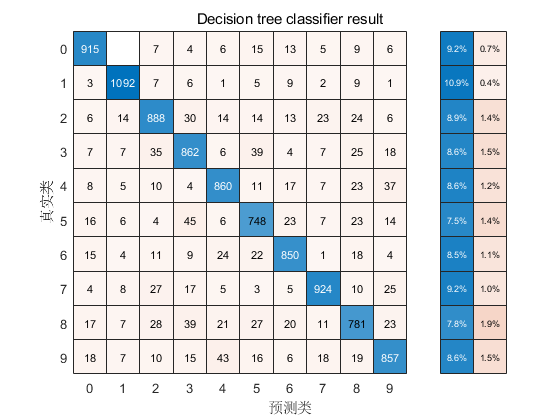 Decision tree classifier result
0 915 7 4 6 15 13 5 9 6 9.2% 0.7%
1 3 1092 7 6 1 5 9 2 9 1 10.9% 0.4%
2 6 14 888 30 14 14 13 23 24 6 8.9% 1.4%
3 7 7 35 862 6 39 4 7 25 18 8.6% 1.5%
4 8 5 10 4 860 11 17 7 23 37 8.6% 1.2%
5 16 6 4 45 6 748 23 7 23 14 7.5% 1.4%
6 15 4 11 9 24 22 850 1 18 4 8.5% 1.1%
7 4 8 27 17 5 3 5 924 10 25 9.2% 1.0%
8 17 7 28 39 21 27 20 11 781 23 7.8% 1.9%
9 18 7 10 15 43 16 6 18 19 857 8.6% 1.5%
0 1 2 3 4 5 6 7 8 9
预测类
真实类